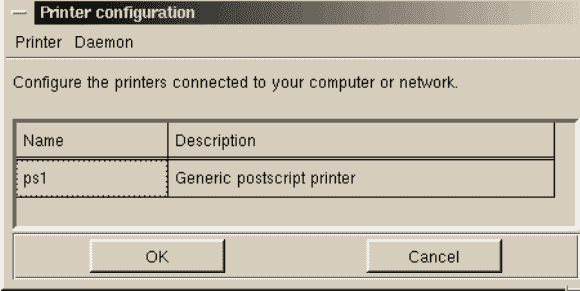 Printer configuration
Printer Daemon
Configure the printers connected to your computer or network.
Name Description
ps1 Generic postscript printer
OK Cancel